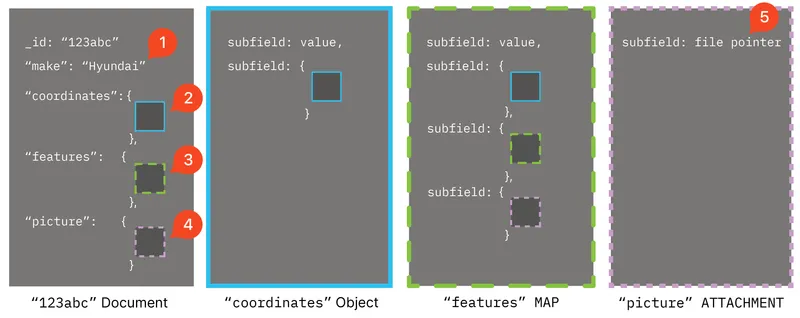 _id: “123abc”
1
“make”: “Hyundai”
“coordinates”:{
2
},
“features”: {
3
},
“picture”: {
4
}
“123abc” Document
subfield: value,
subfield: {
}
“coordinates” Object
subfield: value,
subfield: {
},
subfield: {
},
subfield: {
}
“features” MAP
5
subfield: file pointer
“picture” ATTACHMENT